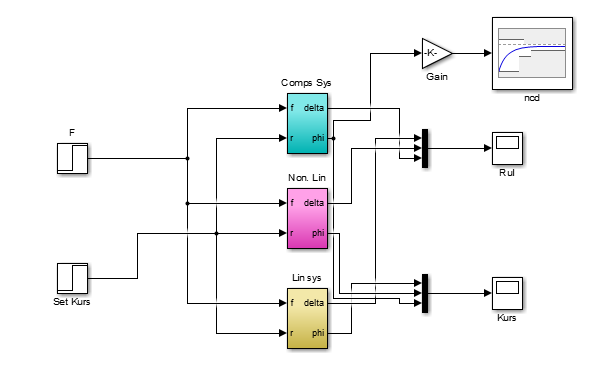 Comps Sys
f delta
r phi
-K-
Gain
ncd
F
Non. Lin
f delta
r phi
Rul
Set Kurs
Lin sys
f delta
r phi
Kurs